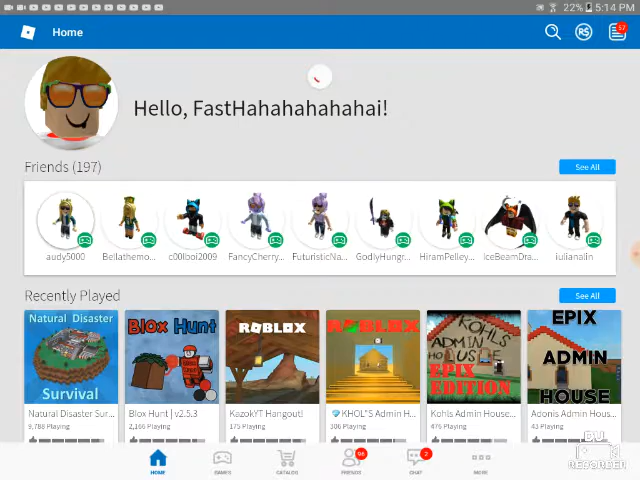 22% 5:14 PM
Home
57
Hello, FastHahahahahahai!
Friends (197)
See All
audy5000
Bellathemo...
c00lboi2009
FancyCherry...
FuturisticNa...
GodlyHungr...
HiramPelley...
IceBeamDra...
iulianalin
Recently Played
See All
Natural Disaster
Survival
Blox Hunt
ROBLOX
ROBLOX
KOHLS
ADMIN
HOUSE
EPIX
EDITION
EPIX
ADMIN
HOUSE
Natural Disaster Sur...
Blox Hunt | v2.5.3
KazokYT Hangout!
KHOL"S Admin H...
Kohls Admin House...
Adonis Admin Hous...
9,788 Playing
2,166 Playing
175 Playing
306 Playing
475 Playing
43 Playing
HOME
GAMES
CATALOG
96
FRIENDS
2
CHAT
MORE
DU
RECORDER